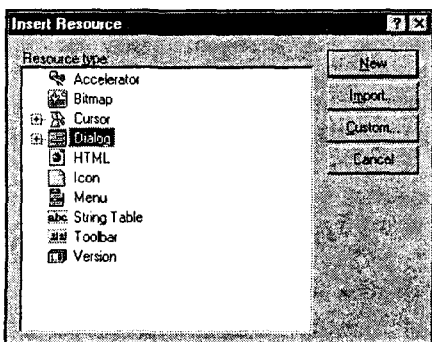 Insert Resource
Resource type:
Accelerator
Bitmap
Cursor
Dialog
HTML
Icon
Menu
abc String Table
Toolbar
Version
New
Import...
Custom...
Cancel